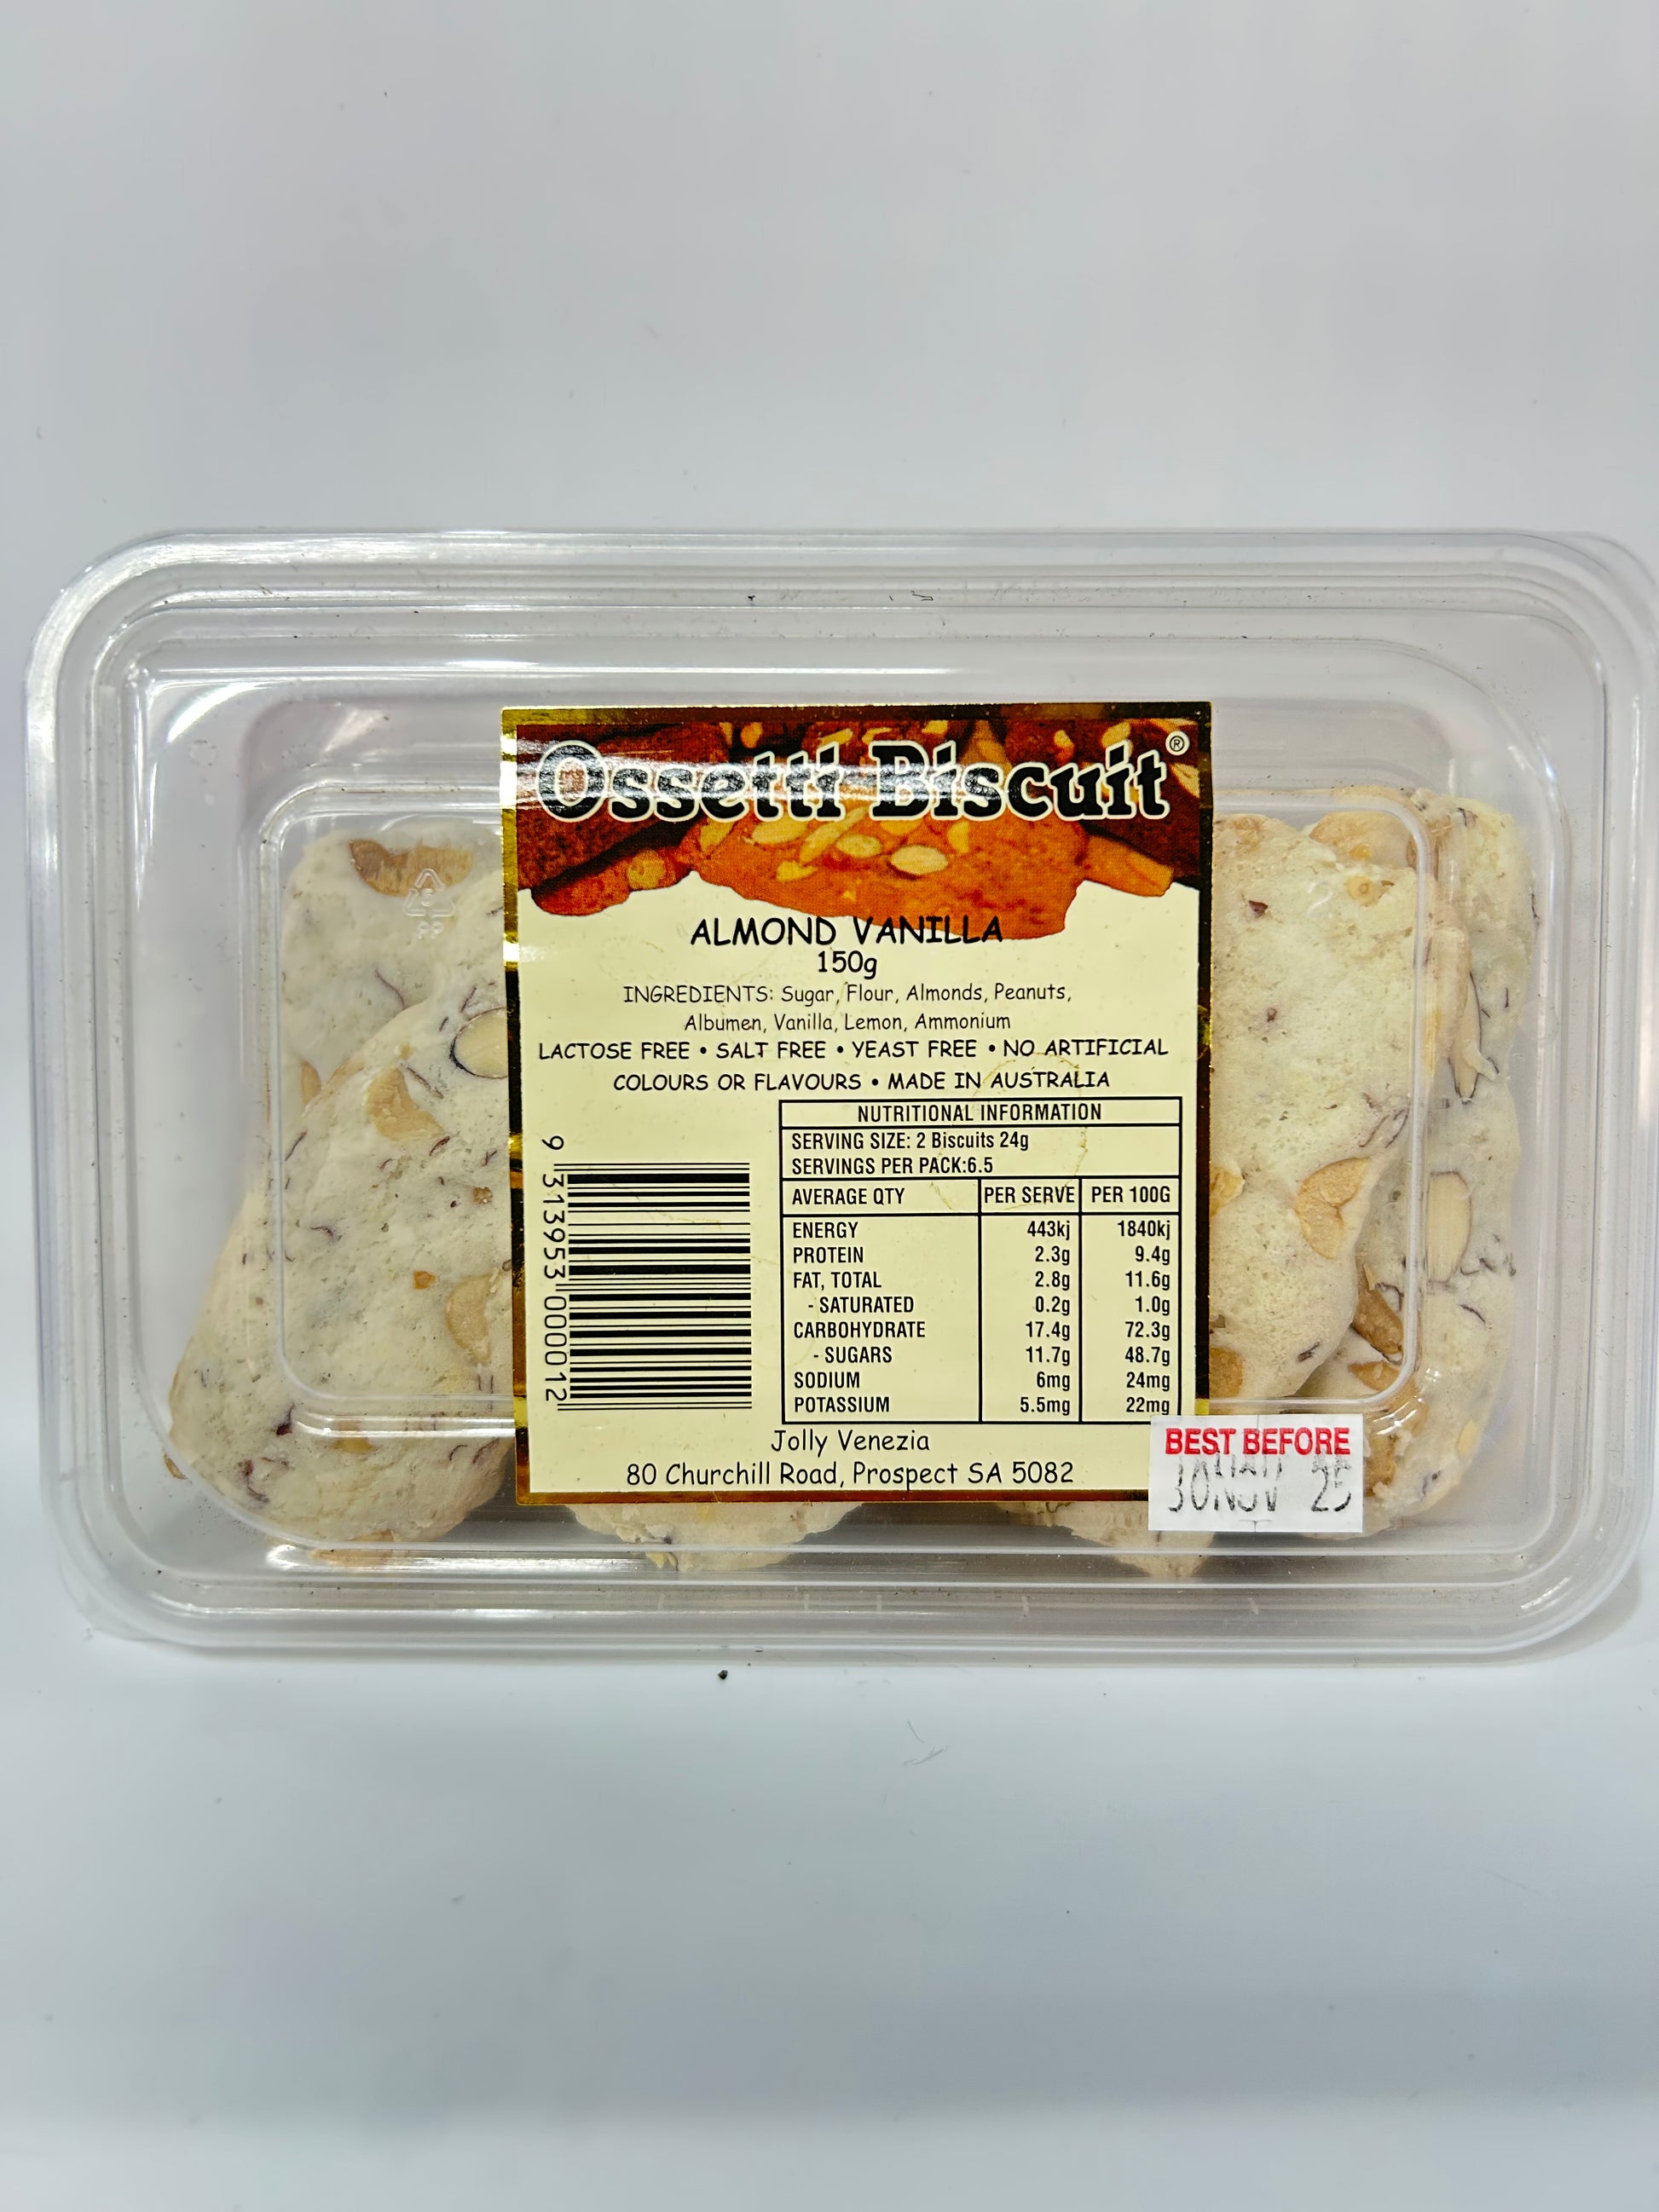 Ossetti Biscuit®
ALMOND VANILLA
150g
INGREDIENTS: Sugar, Flour, Almonds, Peanuts,
Albumen, Vanilla, Lemon, Ammonium
LACTOSE FREE • SALT FREE • YEAST FREE • NO ARTIFICIAL
COLOURS OR FLAVOURS • MADE IN AUSTRALIA
NUTRITIONAL INFORMATION
SERVING SIZE: 2 Biscuits 24g
SERVINGS PER PACK:6.5
AVERAGE QTY PER SERVE PER 100G
ENERGY 443kj 1840kj
PROTEIN 2.3g 9.4g
FAT, TOTAL 2.8g 11.6g
- SATURATED 0.2g 1.0g
CARBOHYDRATE 17.4g 72.3g
- SUGARS 11.7g 48.7g
SODIUM 6mg 24mg
POTASSIUM 5.5mg 22mg
9 313953 000012
Jolly Venezia
80 Churchill Road, Prospect SA 5082
BEST BEFORE
30 NOV 25
5
PP